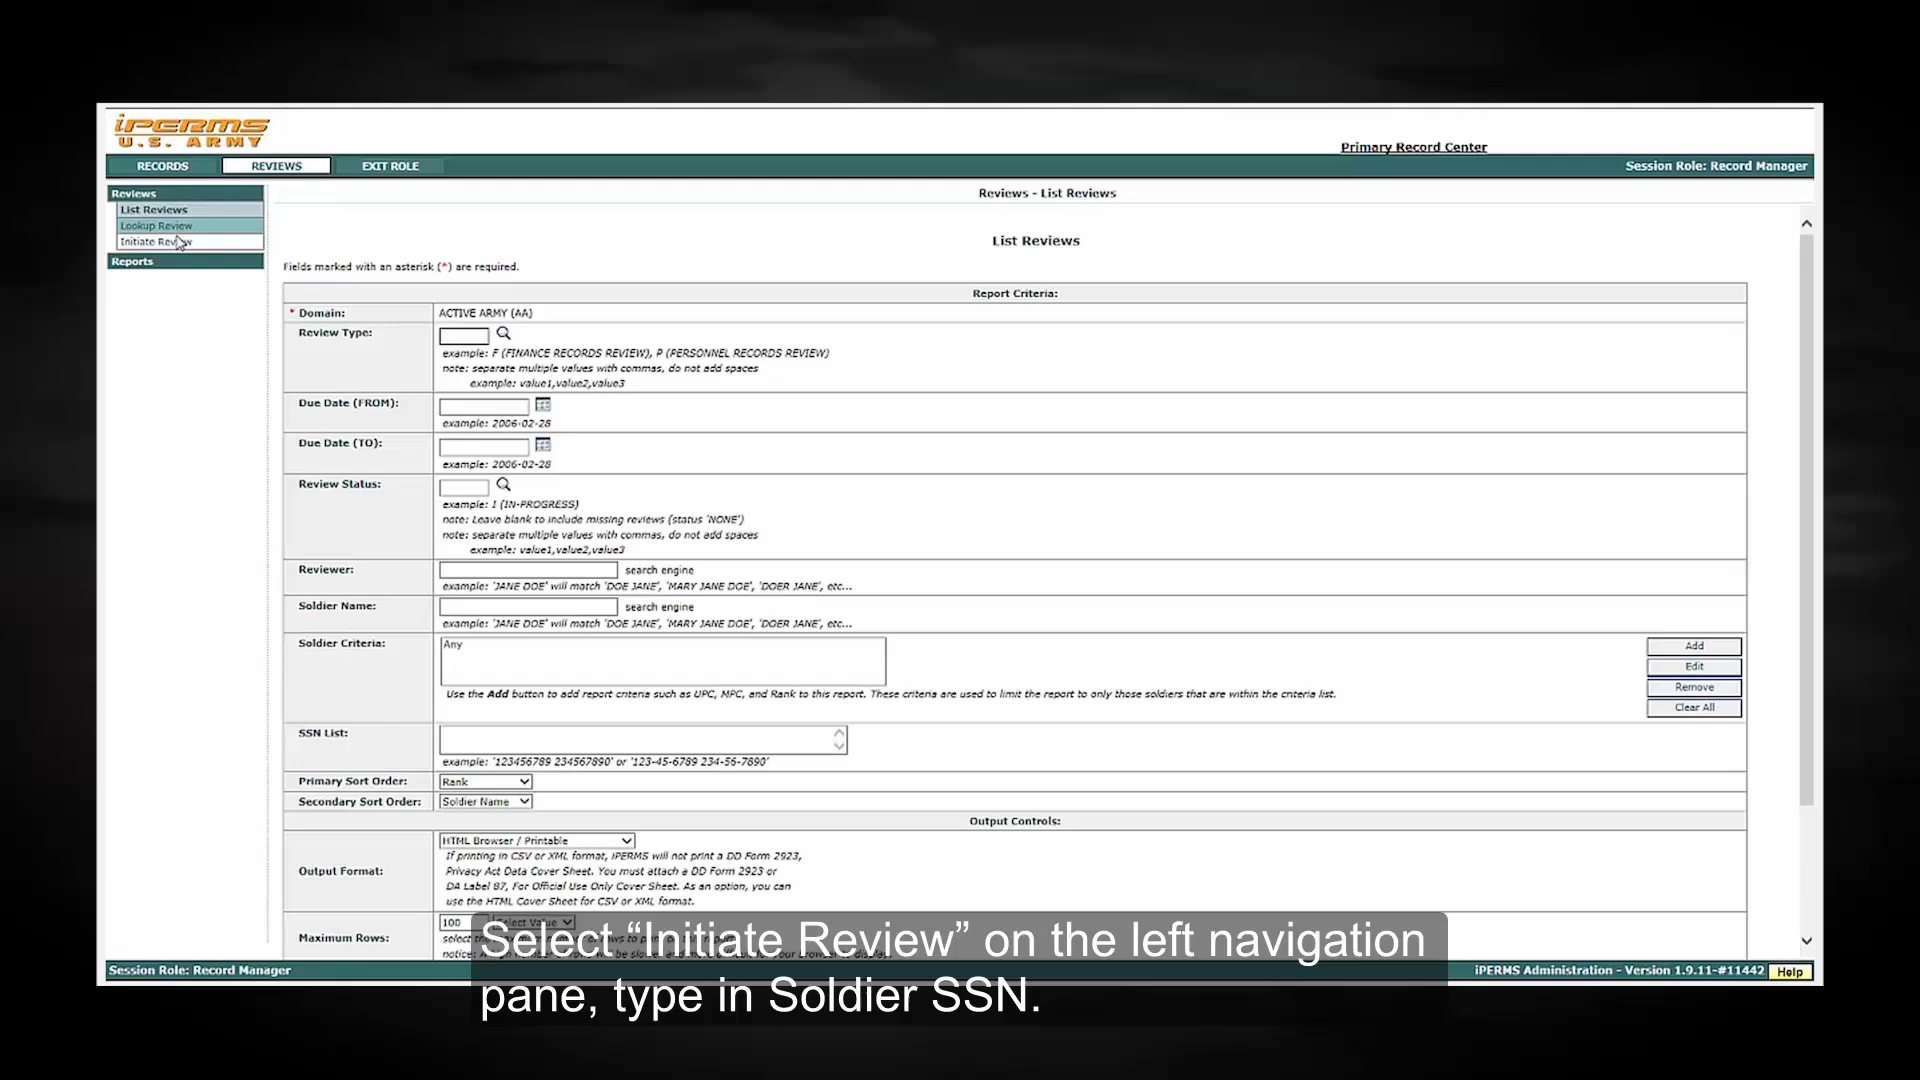 iPERMS
U.S. ARMY
Primary Record Center
RECORDS REVIEWS EXIT ROLE Session Role: Record Manager
Reviews
List Reviews
Lookup Review
Initiate Review
Reports
Reviews - List Reviews
List Reviews
Fields marked with an asterisk (*) are required.
Report Criteria:
* Domain: ACTIVE ARMY (AA)
Review Type:
example: F (FINANCE RECORDS REVIEW), P (PERSONNEL RECORDS REVIEW)
note: separate multiple values with commas, do not add spaces
example: value1,value2,value3
Due Date (FROM):
example: 2006-02-28
Due Date (TO):
example: 2006-02-28
Review Status:
example: I (IN-PROGRESS)
note: Leave blank to include missing reviews (status 'NONE')
note: separate multiple values with commas, do not add spaces
example: value1,value2,value3
Reviewer: search engine
example: 'JANE DOE' will match 'DOE JANE', 'MARY JANE DOE', 'DOER JANE', etc...
Soldier Name: search engine
example: 'JANE DOE' will match 'DOE JANE', 'MARY JANE DOE', 'DOER JANE', etc...
Soldier Criteria: Any
Add
Edit
Remove
Clear All
Use the Add button to add report criteria such as UPC, MPC, and Rank to this report. These criteria are used to limit the report to only those soldiers that are within the criteria list.
SSN List:
example: '123456789 234567890' or '123-45-6789 234-56-7890'
Primary Sort Order: Rank
Secondary Sort Order: Soldier Name
Output Controls:
Output Format: HTML Browser / Printable
If printing in CSV or XML format, iPERMS will not print a DD Form 2923,
Privacy Act Data Cover Sheet. You must attach a DD Form 2923 or
DA Label 87, For Official Use Only Cover Sheet. As an option, you can
use the HTML Cover Sheet for CSV or XML format.
Maximum Rows: 100 Select Value
Select “Initiate Review” on the left navigation
pane, type in Soldier SSN.
Session Role: Record Manager
iPERMS Administration - Version 1.9.11-#11442 Help